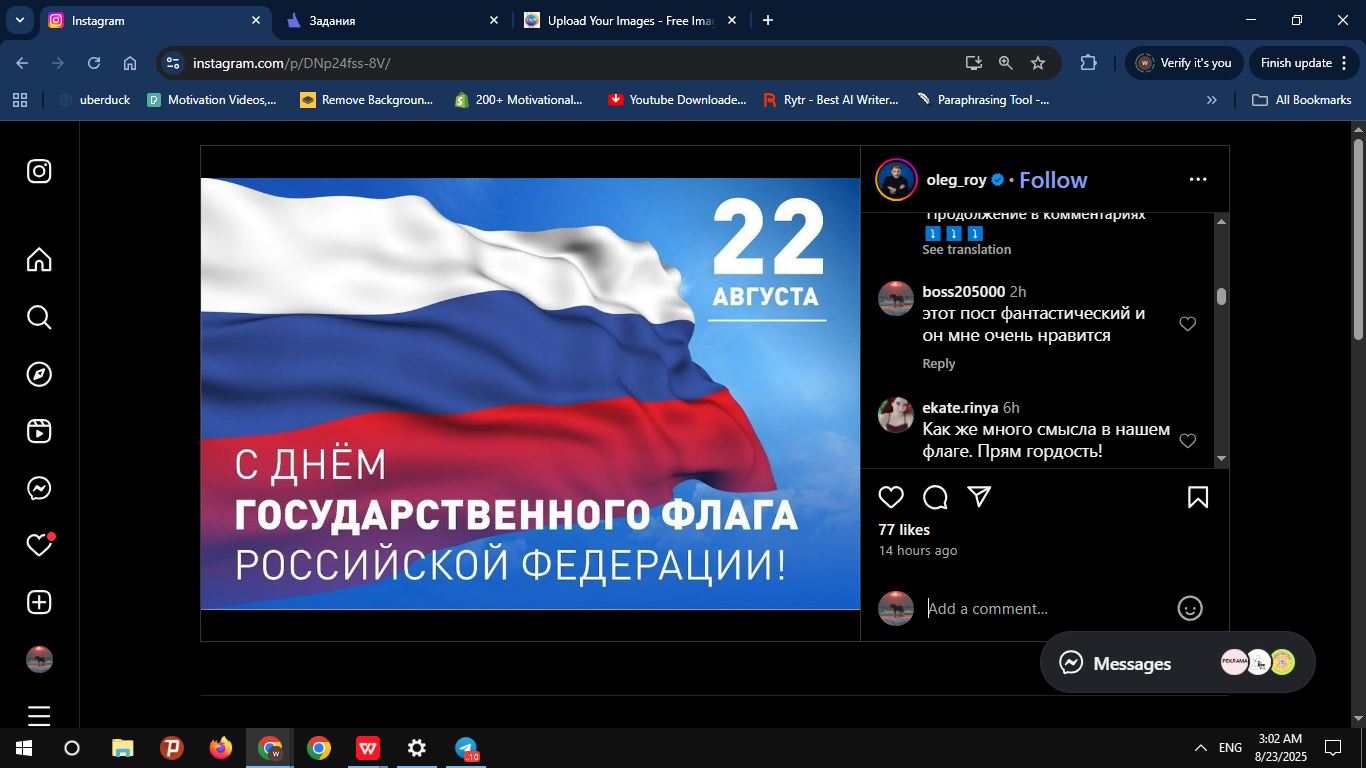 Instagram
Задания
Upload Your Images - Free Imag
instagram.com/p/DNp24fss-8V/
Verify it's you
Finish update
uberduck
Motivation Videos,...
Remove Backgroun...
200+ Motivational...
Youtube Downloade...
Rytr - Best AI Writer...
Paraphrasing Tool -...
All Bookmarks
22
АВГУСТА
С ДНЁМ
ГОСУДАРСТВЕННОГО ФЛАГА
РОССИЙСКОЙ ФЕДЕРАЦИИ!
oleg_roy • Follow
Продолжение в комментариях
See translation
boss205000 2h
этот пост фантастический и
он мне очень нравится
Reply
ekate.rinya 6h
Как же много смысла в нашем
флаге. Прям гордость!
77 likes
14 hours ago
Add a comment...
Messages
РЕКЛАМА
ENG
3:02 AM
8/23/2025